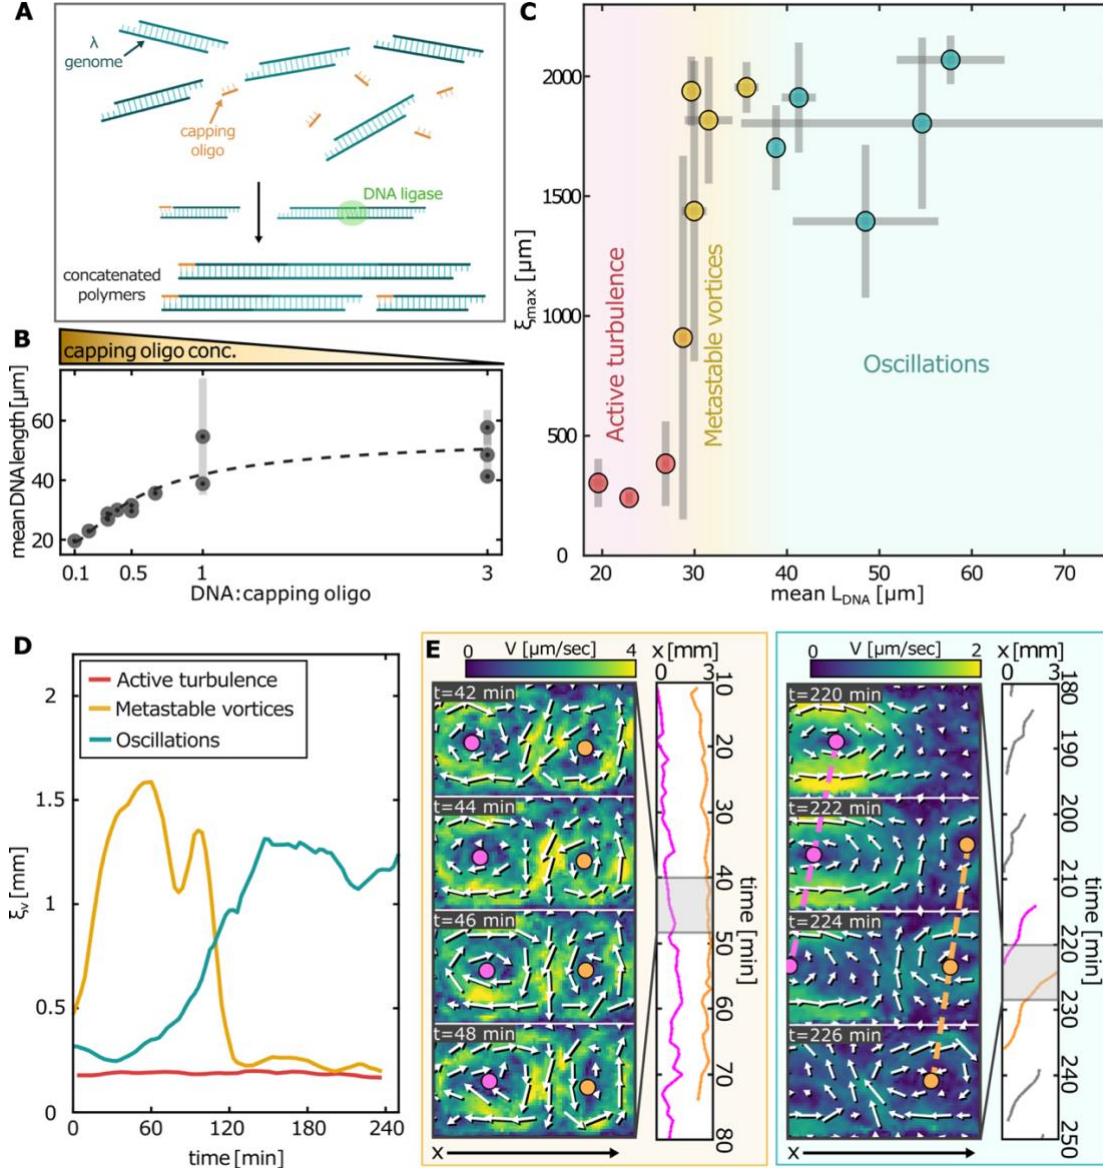 A
λ
genome
capping
oligo
DNA ligase
concatenated
polymers
B
capping oligo conc.
mean DNA length [µm]
60
40
20
0.1
0.5
1
3
DNA:capping oligo
C
ξmax [µm]
2000
1500
1000
500
0
Active turbulence
Metastable vortices
Oscillations
20
30
40
50
60
70
mean LDNA [µm]
D
Active turbulence
Metastable vortices
Oscillations
ξv [mm]
2
1.5
1
0.5
0
0
60
120
180
240
time [min]
E
0 V [µm/sec] 4
x [mm]
0 3
t=42 min
t=44 min
t=46 min
t=48 min
10
20
30
40
50
60
70
80
time [min]
x
0 V [µm/sec] 2
x [mm]
0 3
t=220 min
t=222 min
t=224 min
t=226 min
180
190
200
210
220
230
240
250
time [min]
x